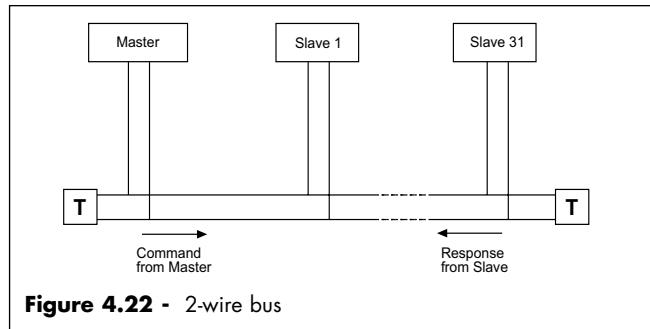 Master
Slave 1
Slave 31
T
T
Command
from Master
Response
from Slave
Figure 4.22 - 2-wire bus